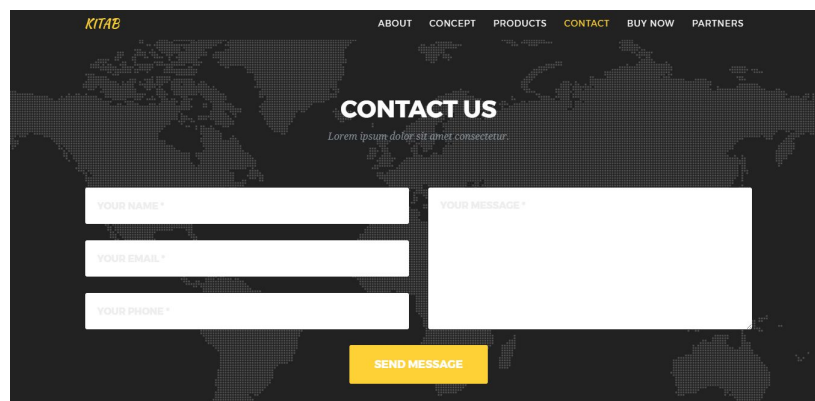 KITAB ABOUT CONCEPT PRODUCTS CONTACT BUY NOW PARTNERS
CONTACT US
Lorem ipsum dolor sit amet consectetur.
YOUR NAME *
YOUR EMAIL *
YOUR PHONE *
YOUR MESSAGE *
SEND MESSAGE